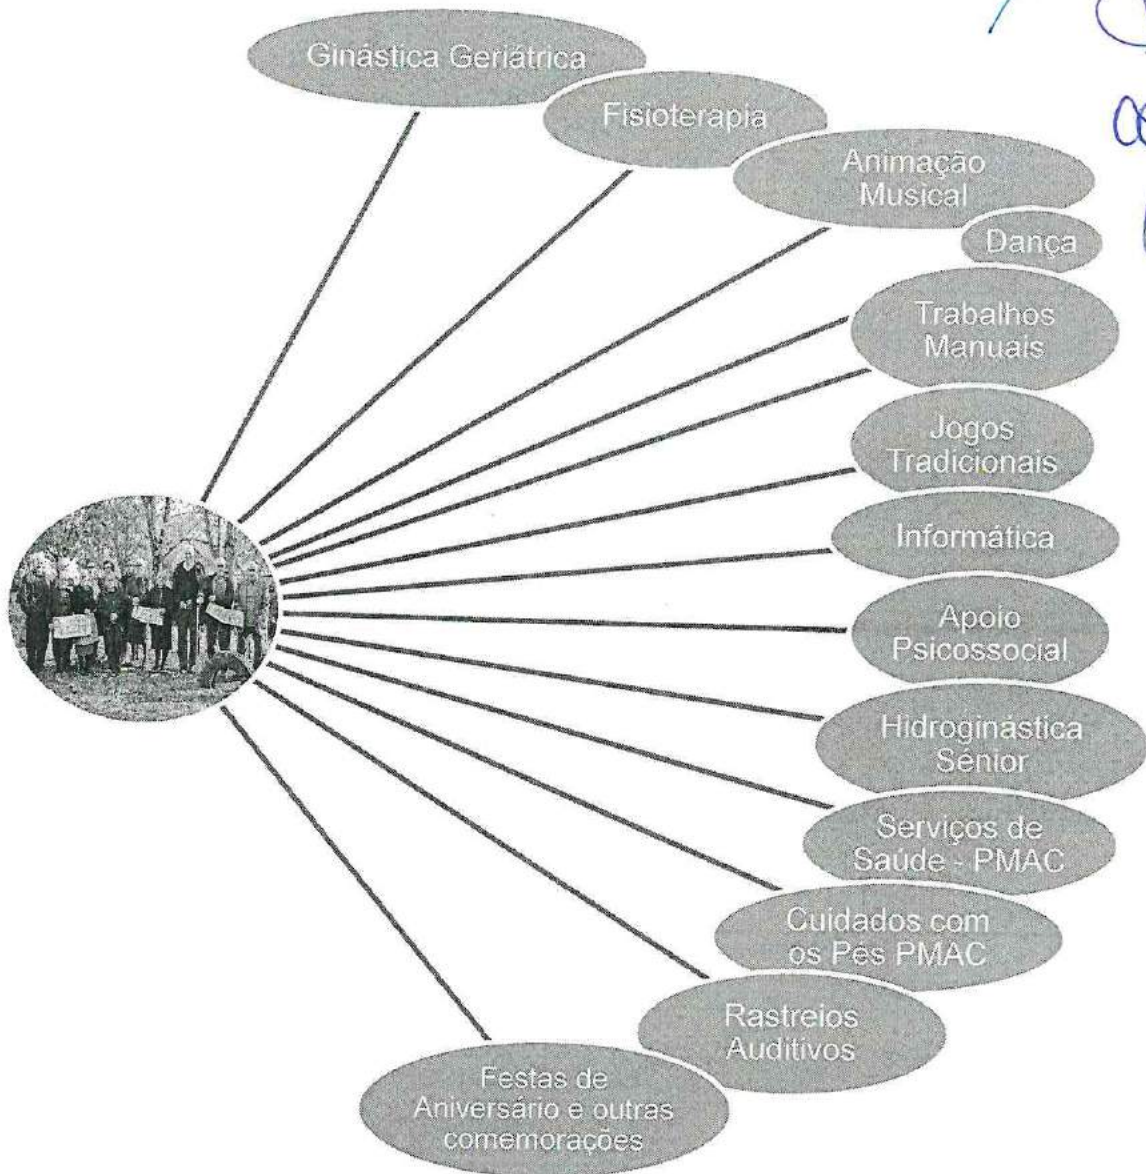 Ginástica Geriátrica
Fisioterapia
Animação
Musical
Dança
Trabalhos
Manuais
Jogos
Tradicionais
Informática
Apoio
Psicossocial
Hidroginástica
Sénior
Serviços de
Saúde - PMAC
Cuidados com
os Pés PMAC
Rastreios
Auditivos
Festas de
Aniversário e outras
comemorações